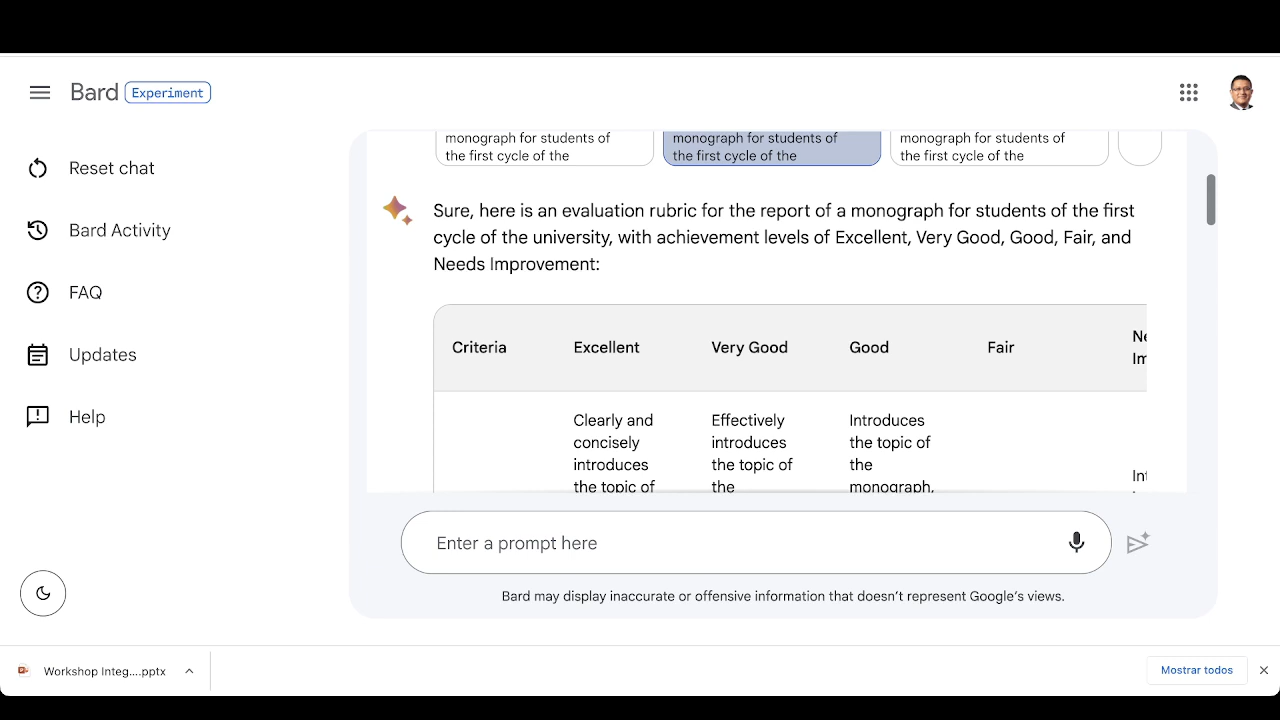 Bard Experiment
Reset chat
Bard Activity
FAQ
Updates
Help
monograph for students of
the first cycle of the
monograph for students of
the first cycle of the
monograph for students of
the first cycle of the
Sure, here is an evaluation rubric for the report of a monograph for students of the first
cycle of the university, with achievement levels of Excellent, Very Good, Good, Fair, and
Needs Improvement:
Criteria Excellent Very Good Good Fair
Clearly and
concisely
introduces
the topic of
Effectively
introduces
the topic of
the
Introduces
the topic of
the
monograph,
Enter a prompt here
Bard may display inaccurate or offensive information that doesn't represent Google's views.
Workshop Integ....pptx
Mostrar todos